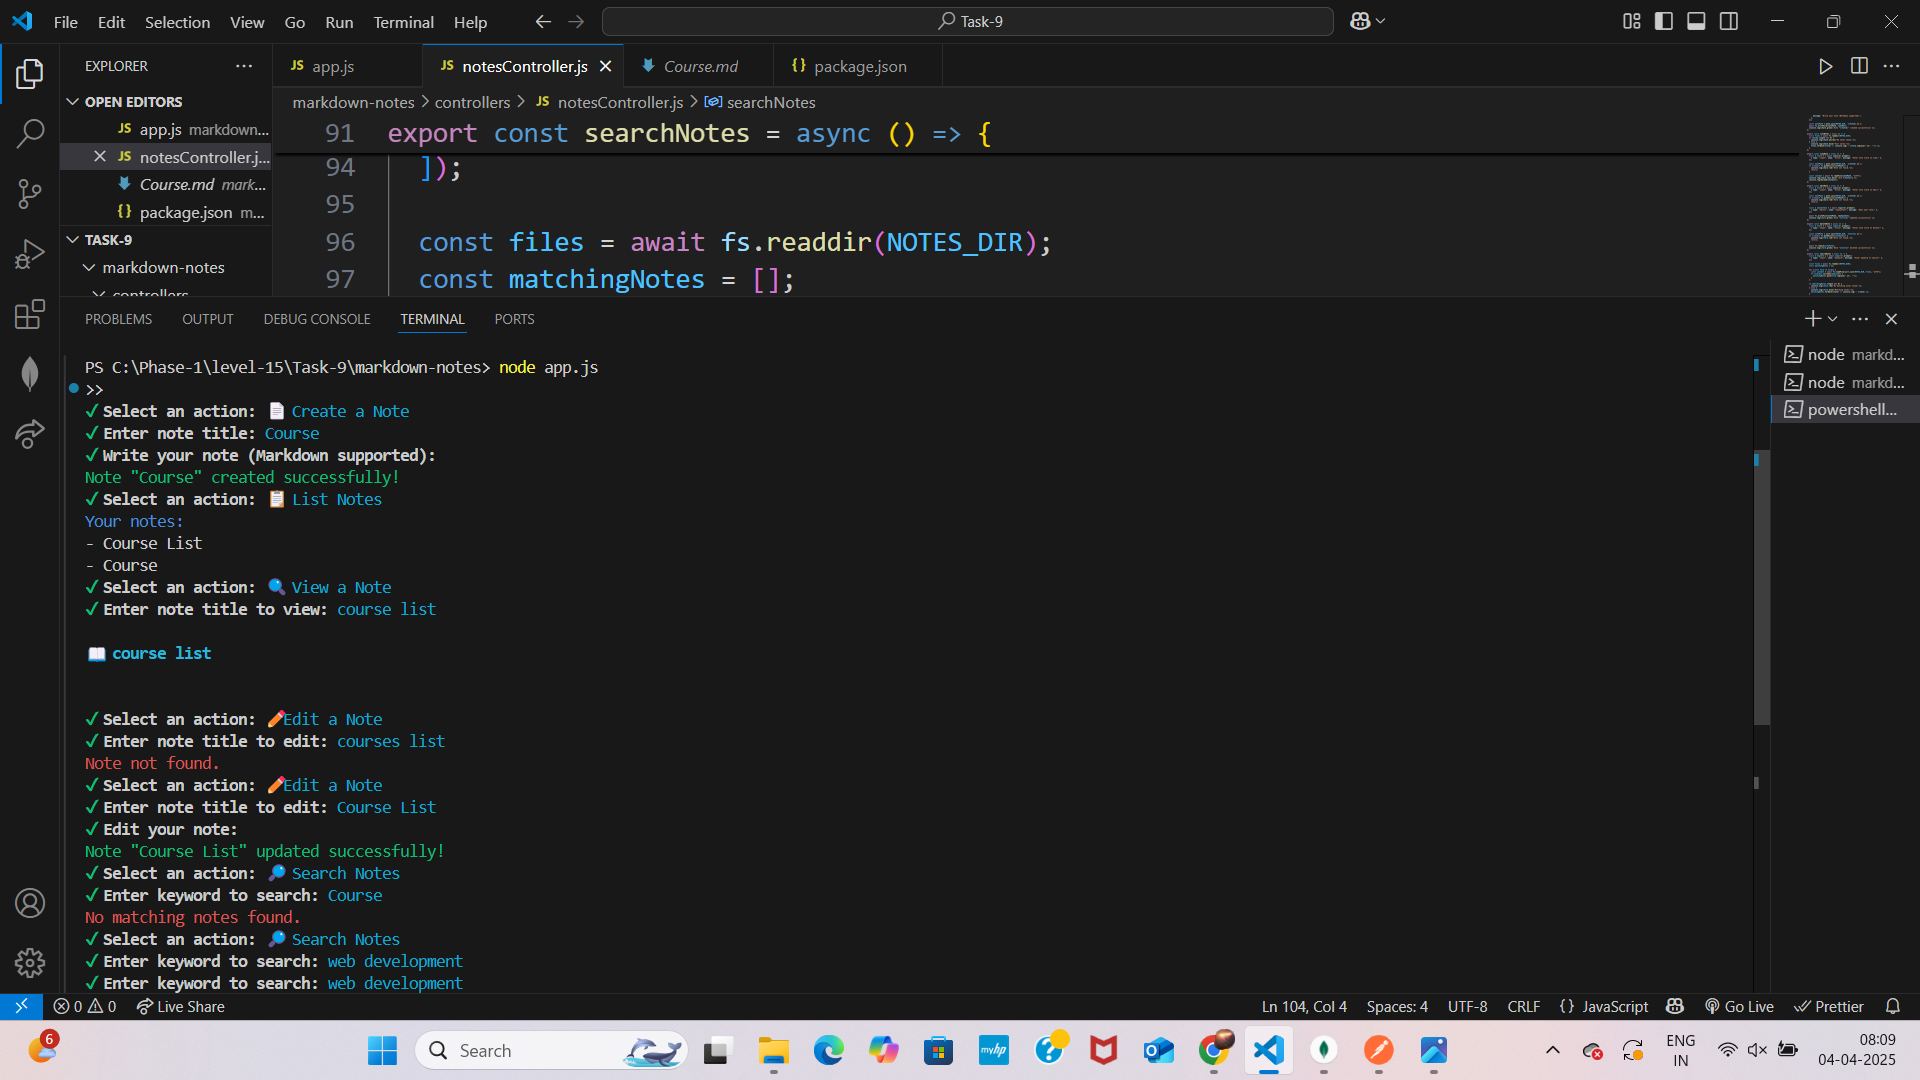 File Edit Selection View Go Run Terminal Help
Task-9
EXPLORER
OPEN EDITORS
JS app.js markdown...
JS notesController.j...
Course.md mark...
{} package.json m...
TASK-9
markdown-notes
controllers
JS app.js
JS notesController.js
Course.md
{} package.json
markdown-notes > controllers > JS notesController.js > searchNotes
91 export const searchNotes = async () => {
94 ]);
95
96 const files = await fs.readdir(NOTES_DIR);
97 const matchingNotes = [];
PROBLEMS OUTPUT DEBUG CONSOLE TERMINAL PORTS
PS C:\Phase-1\level-15\Task-9\markdown-notes> node app.js
>>
✓ Select an action: 📄 Create a Note
✓ Enter note title: Course
✓ Write your note (Markdown supported):
Note "Course" created successfully!
✓ Select an action: 📋 List Notes
Your notes:
- Course List
- Course
✓ Select an action: 🔍 View a Note
✓ Enter note title to view: course list
📖 course list
✓ Select an action: ✏️Edit a Note
✓ Enter note title to edit: courses list
Note not found.
✓ Select an action: ✏️Edit a Note
✓ Enter note title to edit: Course List
✓ Edit your note:
Note "Course List" updated successfully!
✓ Select an action: 🔎 Search Notes
✓ Enter keyword to search: Course
No matching notes found.
✓ Select an action: 🔎 Search Notes
✓ Enter keyword to search: web development
✓ Enter keyword to search: web development
node markd...
node markd...
powershell...
0 0 Live Share
Ln 104, Col 4 Spaces: 4 UTF-8 CRLF {} JavaScript Go Live Prettier
6
Search
myhp
ENG
IN
08:09
04-04-2025